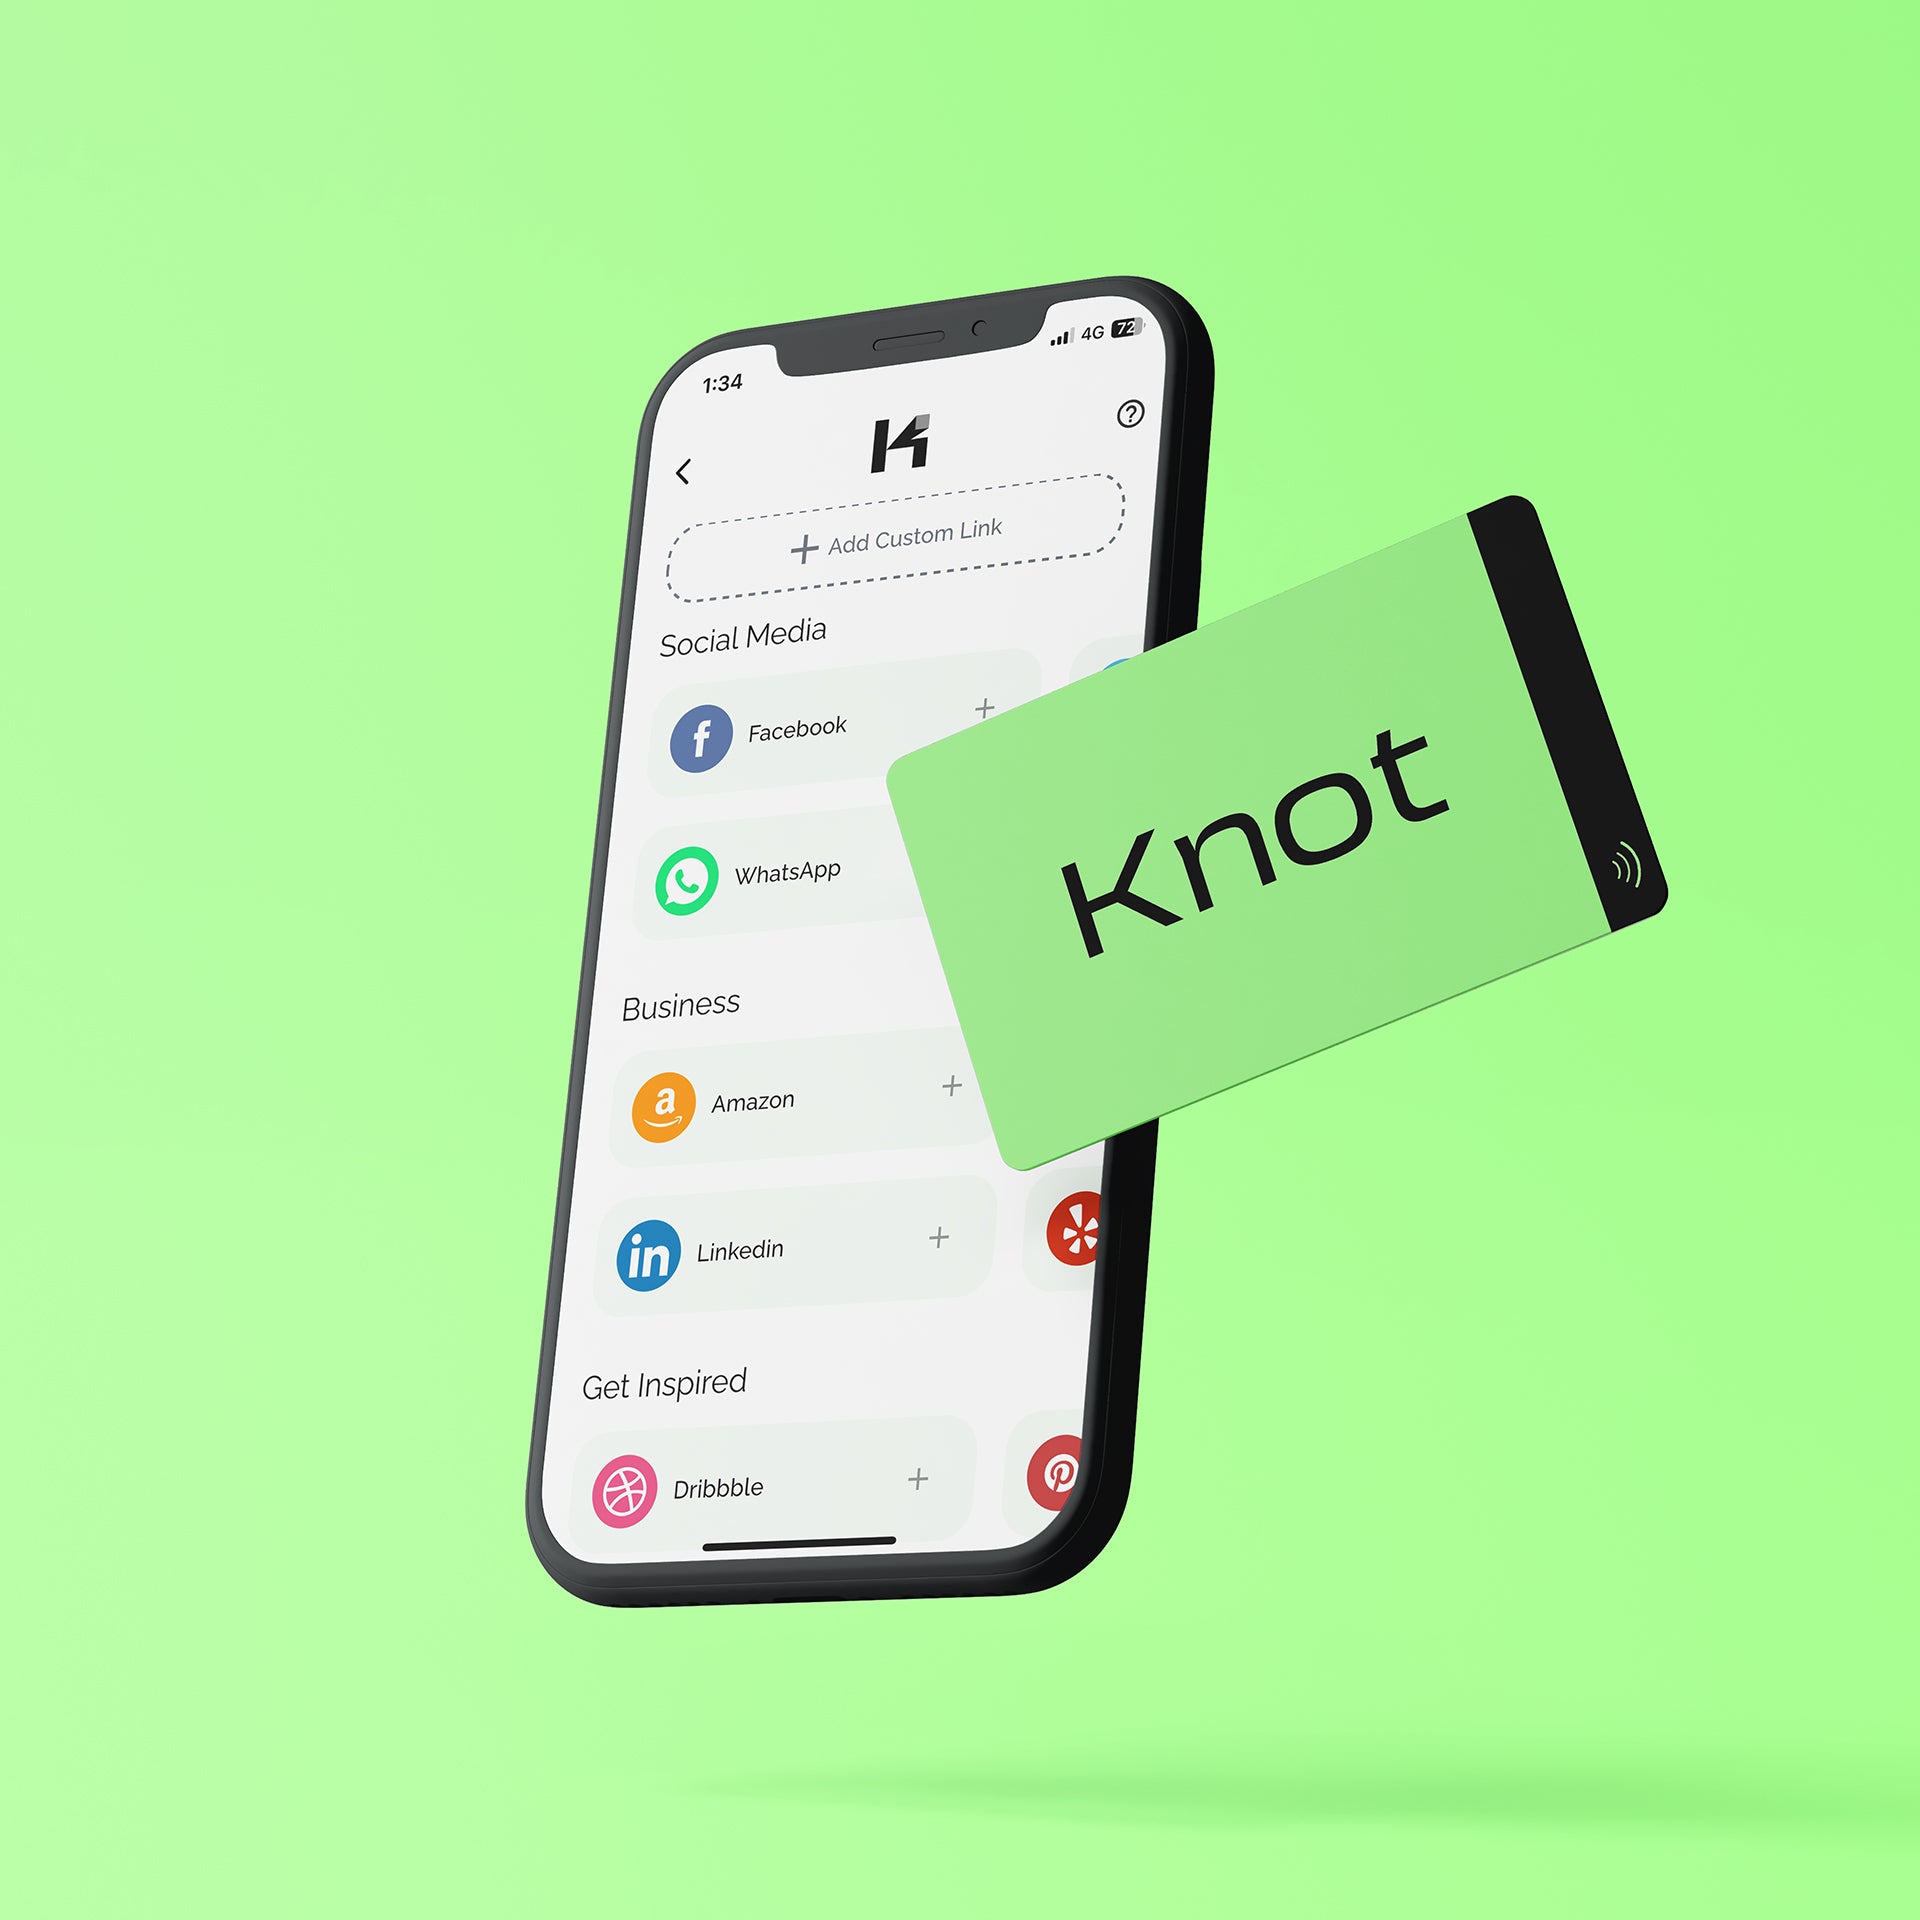 1:34
4G
72
K
?
+ Add Custom Link
Social Media
Facebook +
WhatsApp
Business
Amazon +
Linkedin +
Get Inspired
Dribbble +
Knot